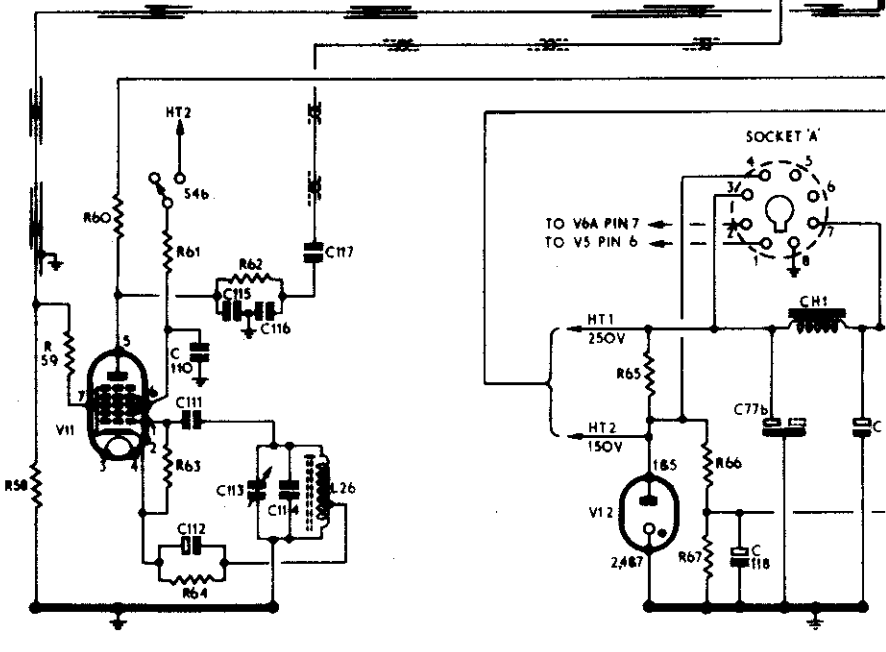 HT2
S4b
R60
R61
R62
C117
C115
C116
R
59
C
110
5
7
6
1
2
3
4
V11
C111
R63
R58
C113
C114
L26
C112
R64
SOCKET 'A'
4
5
3
6
2
7
1
8
TO V6A PIN 7
TO V5 PIN 6
CH1
HT1
250V
R65
C77b
C
HT2
150V
1&5
R66
V12
2,4&7
R67
C
118